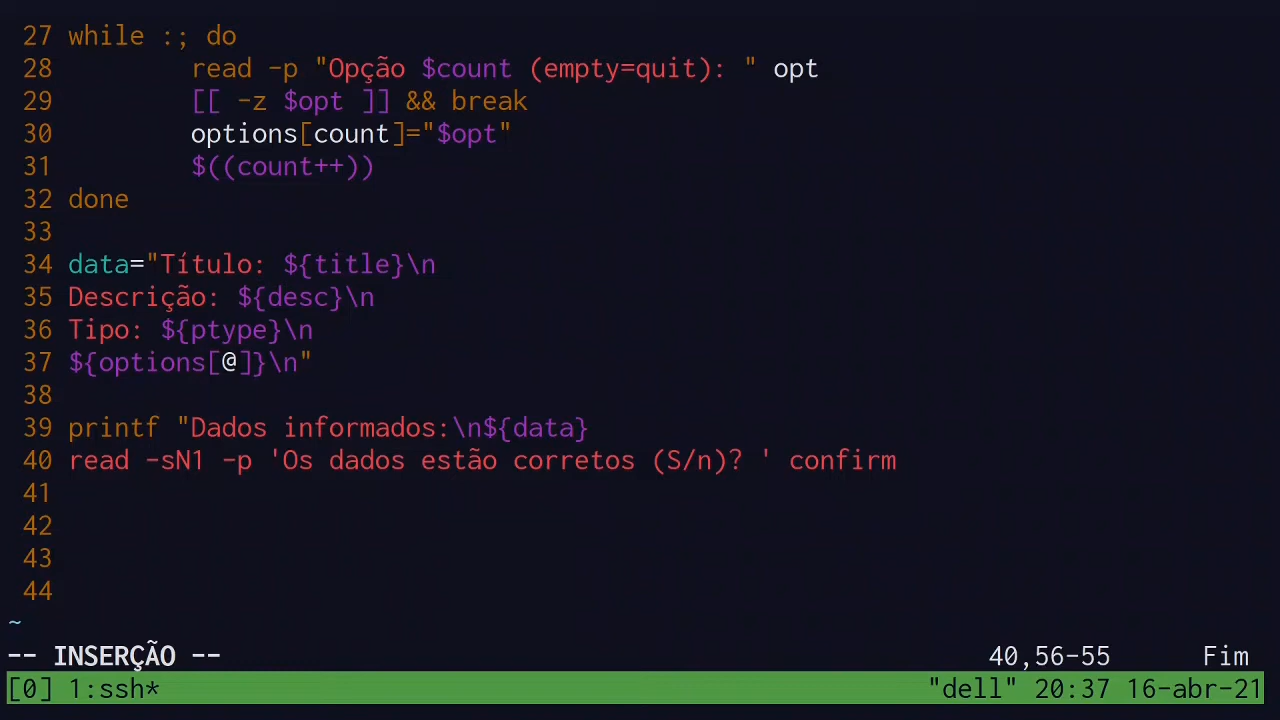 27 while :; do
28         read -p "Opção $count (empty=quit): " opt
29         [[ -z $opt ]] && break
30         options[count]="$opt"
31         $((count++))
32 done
33
34 data="Título: ${title}\n
35 Descrição: ${desc}\n
36 Tipo: ${ptype}\n
37 ${options[@]}\n"
38
39 printf "Dados informados:\n${data}
40 read -sN1 -p 'Os dados estão corretos (S/n)? ' confirm
41
42
43
44
~
-- INSERÇÃO --                    40,56-55      Fim
[0] 1:ssh*                    "dell" 20:37 16-abr-21